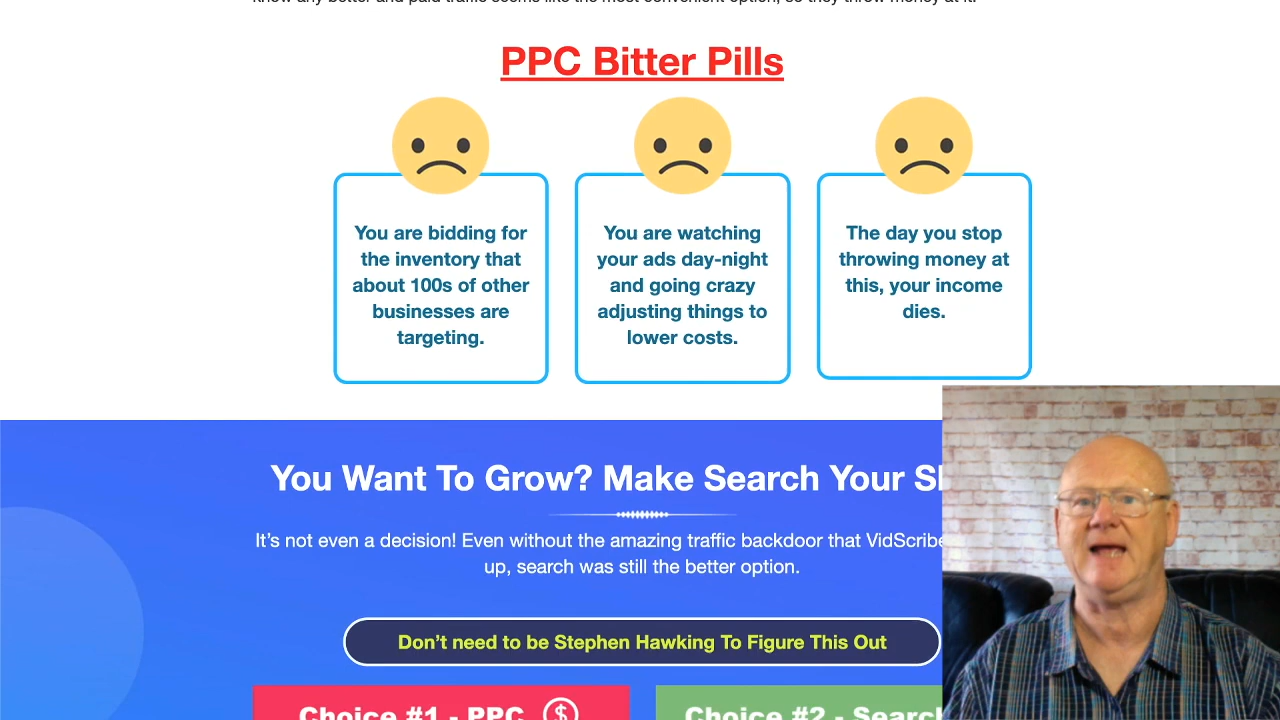 PPC Bitter Pills
You are bidding for
the inventory that
about 100s of other
businesses are
targeting.
You are watching
your ads day-night
and going crazy
adjusting things to
lower costs.
The day you stop
throwing money at
this, your income
dies.
You Want To Grow? Make Search Your
It's not even a decision! Even without the amazing traffic backdoor that
up, search was still the better option.
Don't need to be Stephen Hawking To Figure This Out
Choice #1 - PPC
Choice #2 - Search